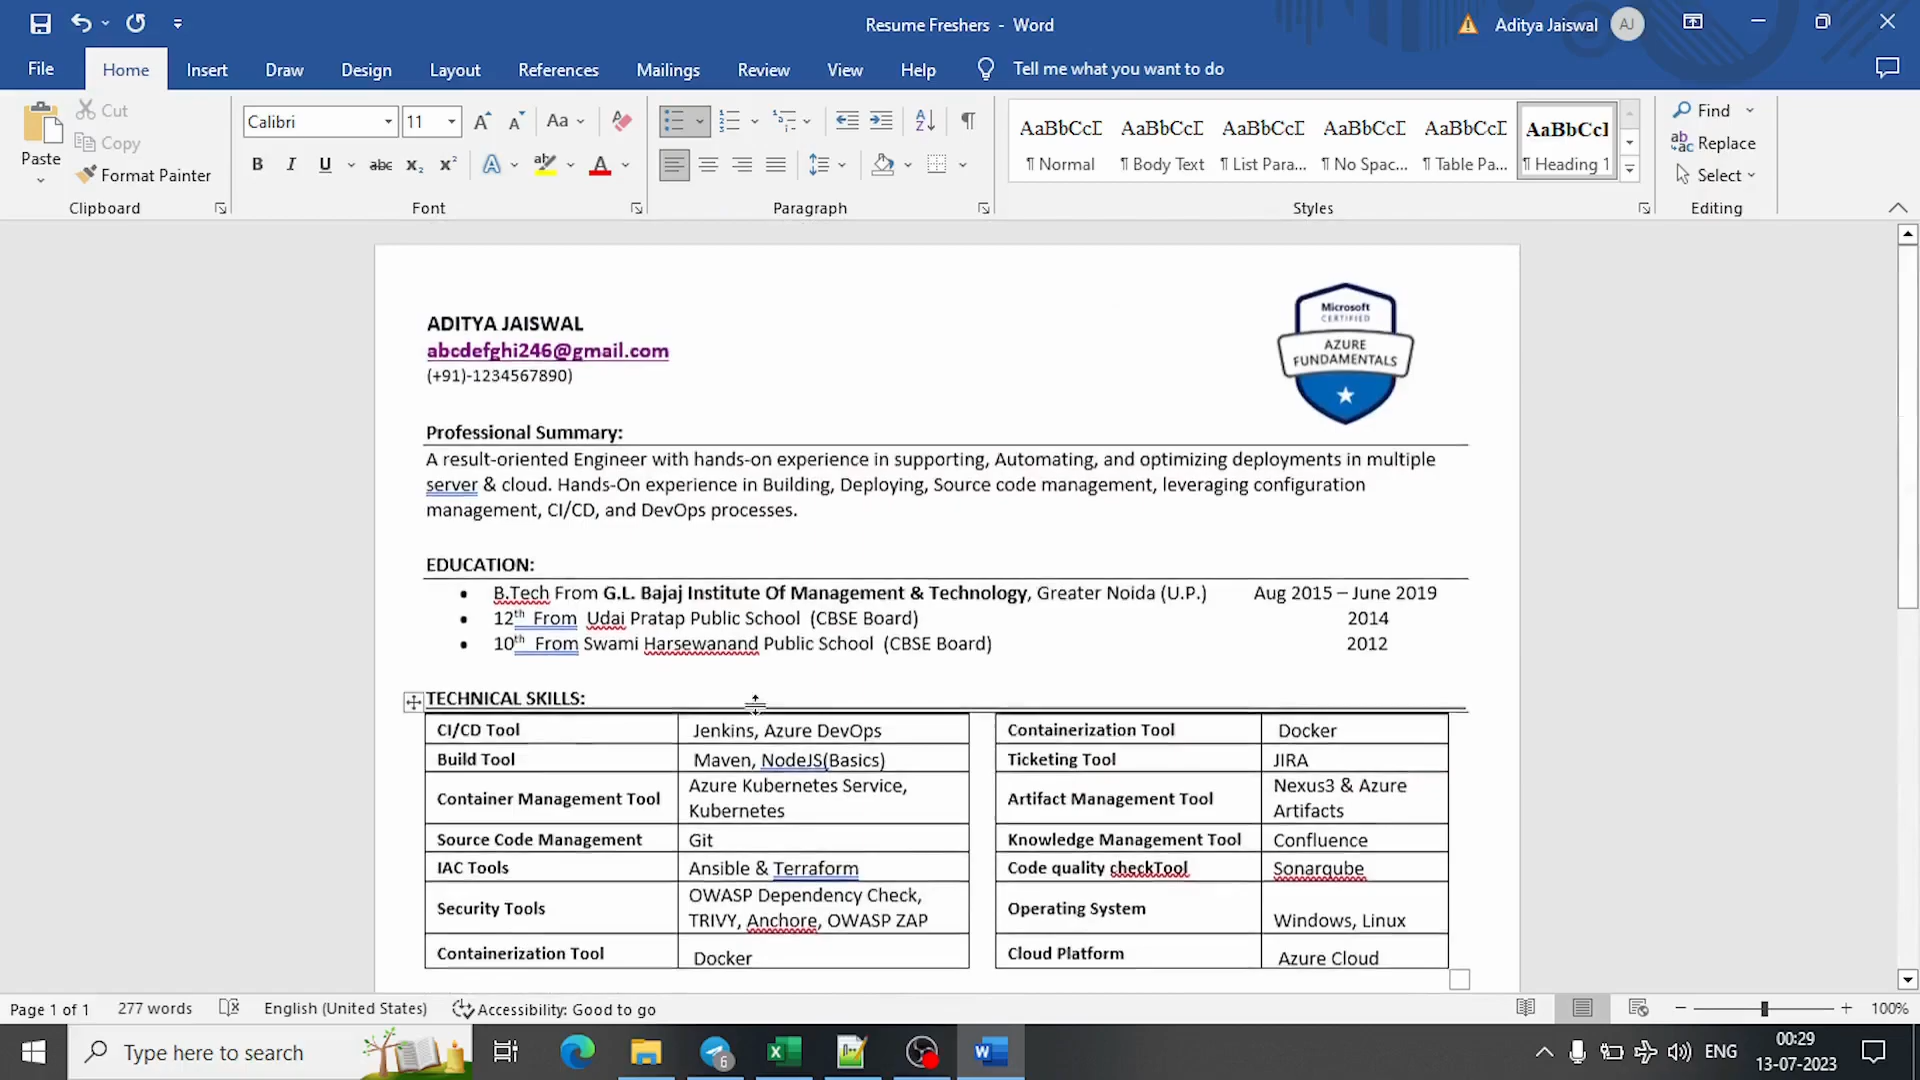 Resume Freshers - Word
Aditya Jaiswal AJ
File Home Insert Draw Design Layout References Mailings Review View Help Tell me what you want to do
Paste
Cut
Copy
Format Painter
Clipboard
Calibri 11
Aa
B I U abc x₂ x² A A
Font
Paragraph
AaBbCcD AaBbCcD AaBbCcD AaBbCcD AaBbCcD AaBbCcI
¶ Normal ¶ Body Text ¶ List Para... ¶ No Spac... ¶ Table Pa... ¶ Heading 1
Styles
Find
Replace
Select
Editing
ADITYA JAISWAL
abcdefghi246@gmail.com
(+91)-1234567890)
Microsoft
CERTIFIED
AZURE
FUNDAMENTALS
Professional Summary:
A result-oriented Engineer with hands-on experience in supporting, Automating, and optimizing deployments in multiple
server & cloud. Hands-On experience in Building, Deploying, Source code management, leveraging configuration
management, CI/CD, and DevOps processes.
EDUCATION:
• B.Tech From G.L. Bajaj Institute Of Management & Technology, Greater Noida (U.P.) Aug 2015 – June 2019
• 12th From Udai Pratap Public School (CBSE Board) 2014
• 10th From Swami Harsewanand Public School (CBSE Board) 2012
TECHNICAL SKILLS:
CI/CD Tool Jenkins, Azure DevOps Containerization Tool Docker
Build Tool Maven, NodeJS(Basics) Ticketing Tool JIRA
Container Management Tool Azure Kubernetes Service, Kubernetes Artifact Management Tool Nexus3 & Azure Artifacts
Source Code Management Git Knowledge Management Tool Confluence
IAC Tools Ansible & Terraform Code quality checkTool Sonarqube
Security Tools OWASP Dependency Check, TRIVY, Anchore, OWASP ZAP Operating System Windows, Linux
Containerization Tool Docker Cloud Platform Azure Cloud
Page 1 of 1 277 words English (United States) Accessibility: Good to go 100%
Type here to search
6
ENG
00:29
13-07-2023